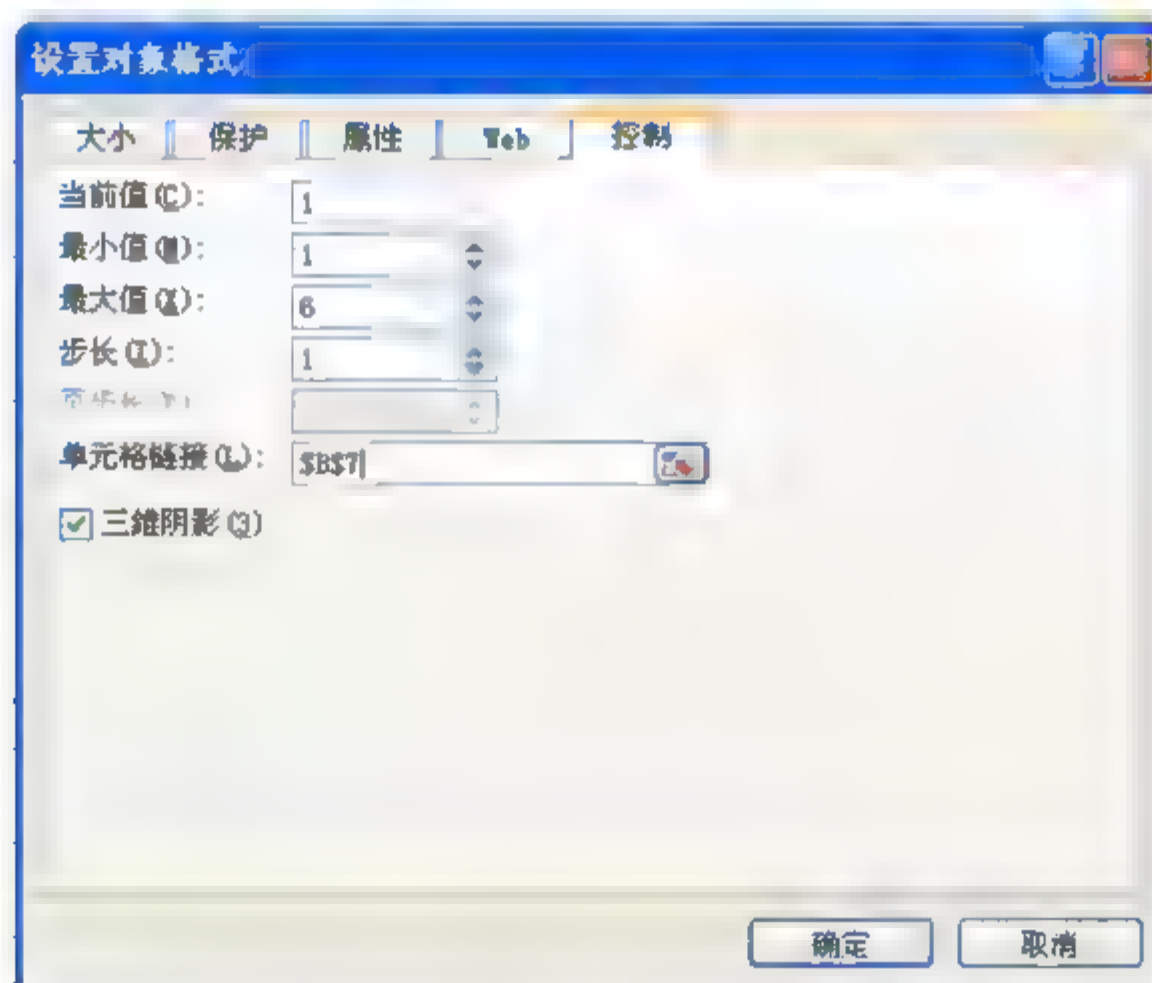 设置对象格式
大小 保护 属性 Web 控制
当前值(C): 1
最小值(M): 1
最大值(X): 6
步长(I): 1
单元格链接(L): $B$7
三维阴影(3)
确定 取消